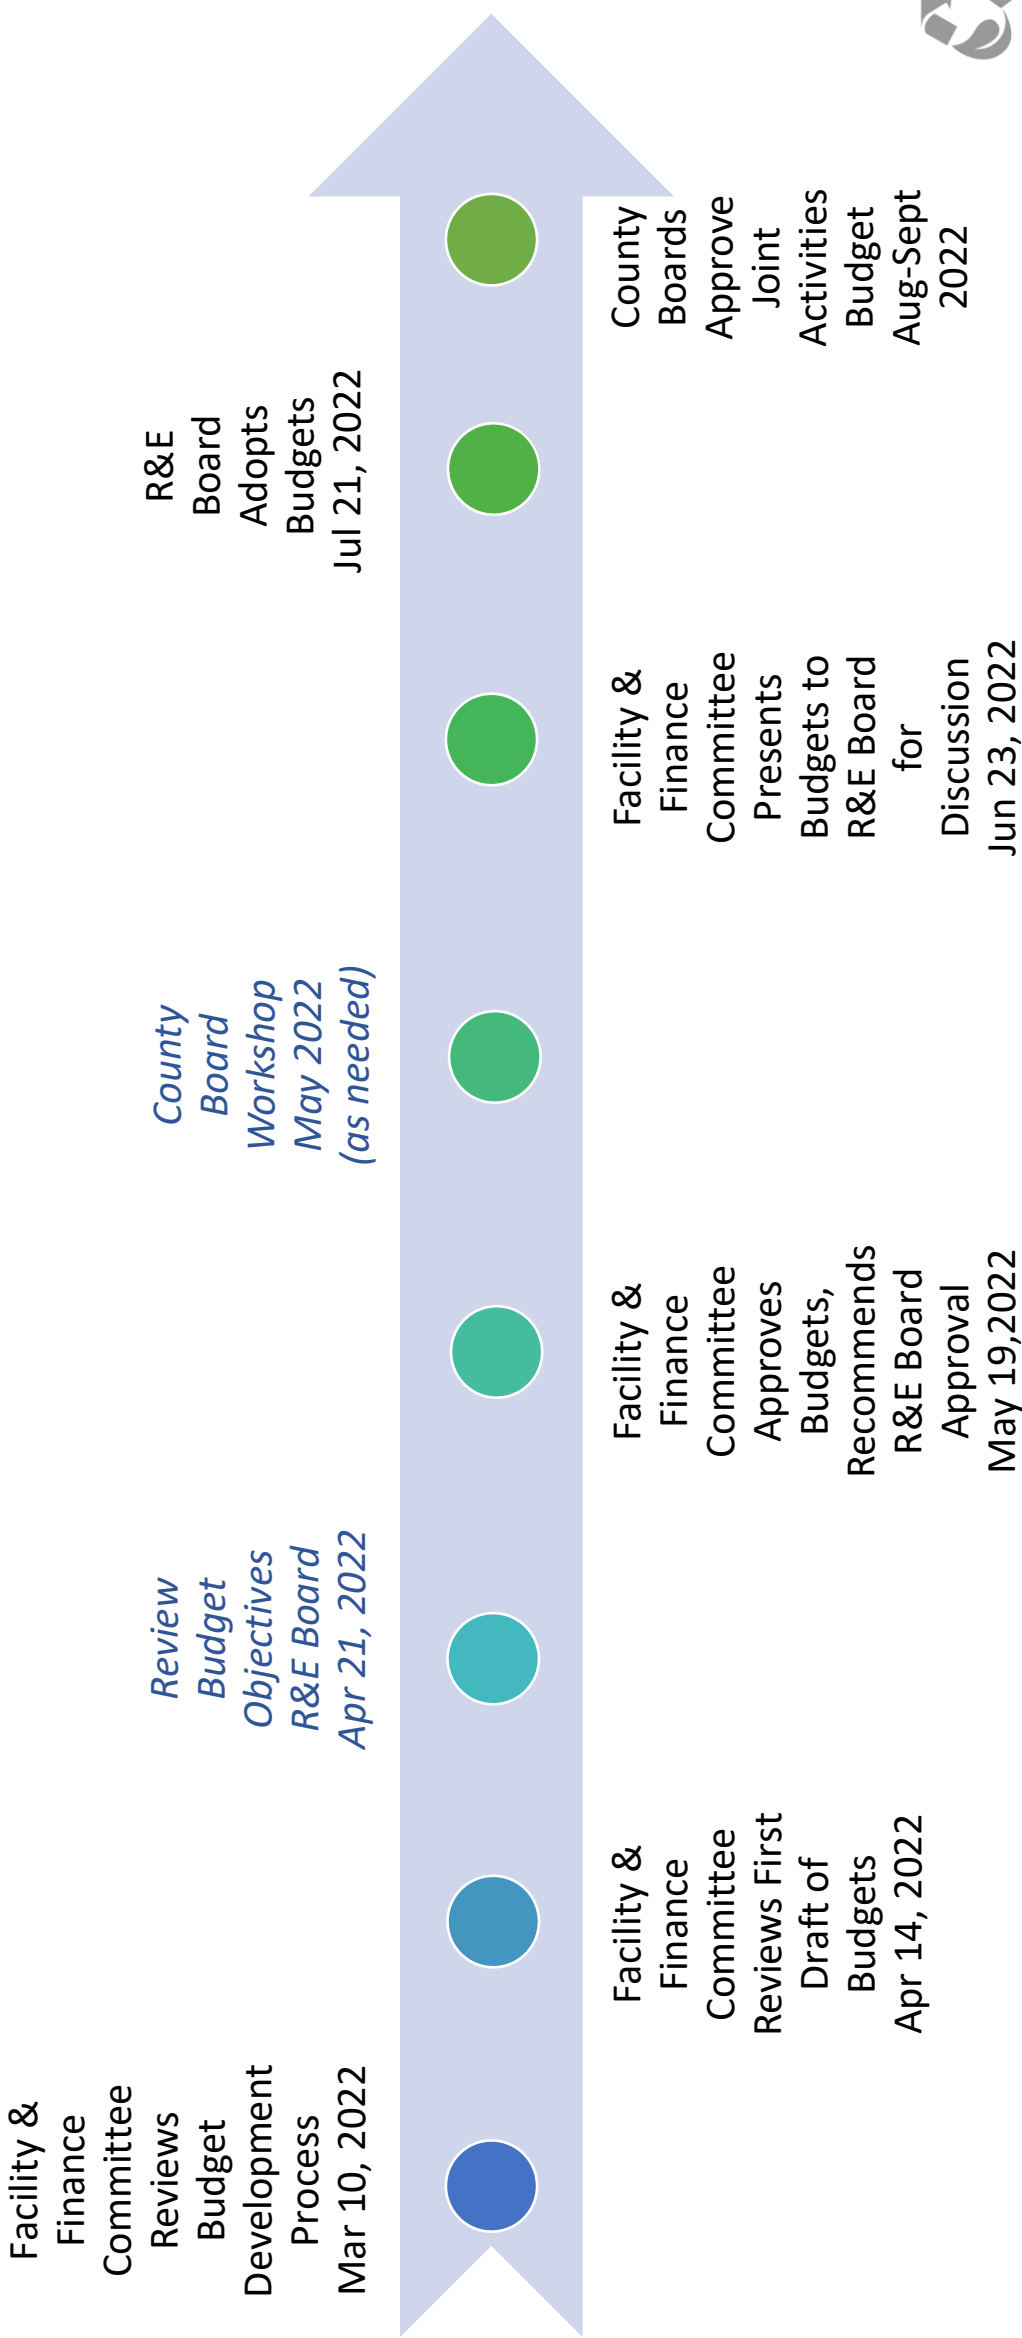 Facility &
Finance
Committee
Reviews
Budget
Development
Process
Mar 10, 2022
Facility &
Finance
Committee
Reviews First
Draft of
Budgets
Apr 14, 2022
Review
Budget
Objectives
R&E Board
Apr 21, 2022
Facility &
Finance
Committee
Approves
Budgets,
Recommends
R&E Board
Approval
May 19,2022
County
Board
Workshop
May 2022
(as needed)
Facility &
Finance
Committee
Presents
Budgets to
R&E Board
for
Discussion
Jun 23, 2022
R&E
Board
Adopts
Budgets
Jul 21, 2022
County
Boards
Approve
Joint
Activities
Budget
Aug-Sept
2022